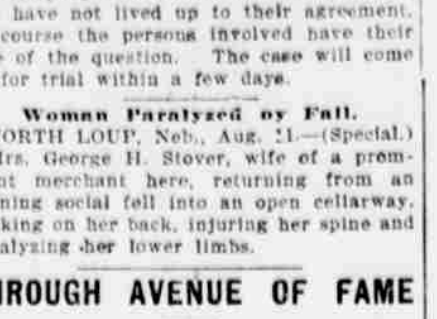 have not lived up to their agreement.
course the persons involved have their
of the question. The case will come
for trial within a few days.
Woman Paralyzed by Fall.
ORTH LOUP, Neb., Aug. 21.—(Special.)
Mrs. George H. Stover, wife of a prom-
nt merchant here, returning from an
ning social fell into an open cellarway,
king on her back, injuring her spine and
alyzing her lower limbs.
HROUGH AVENUE OF FAME